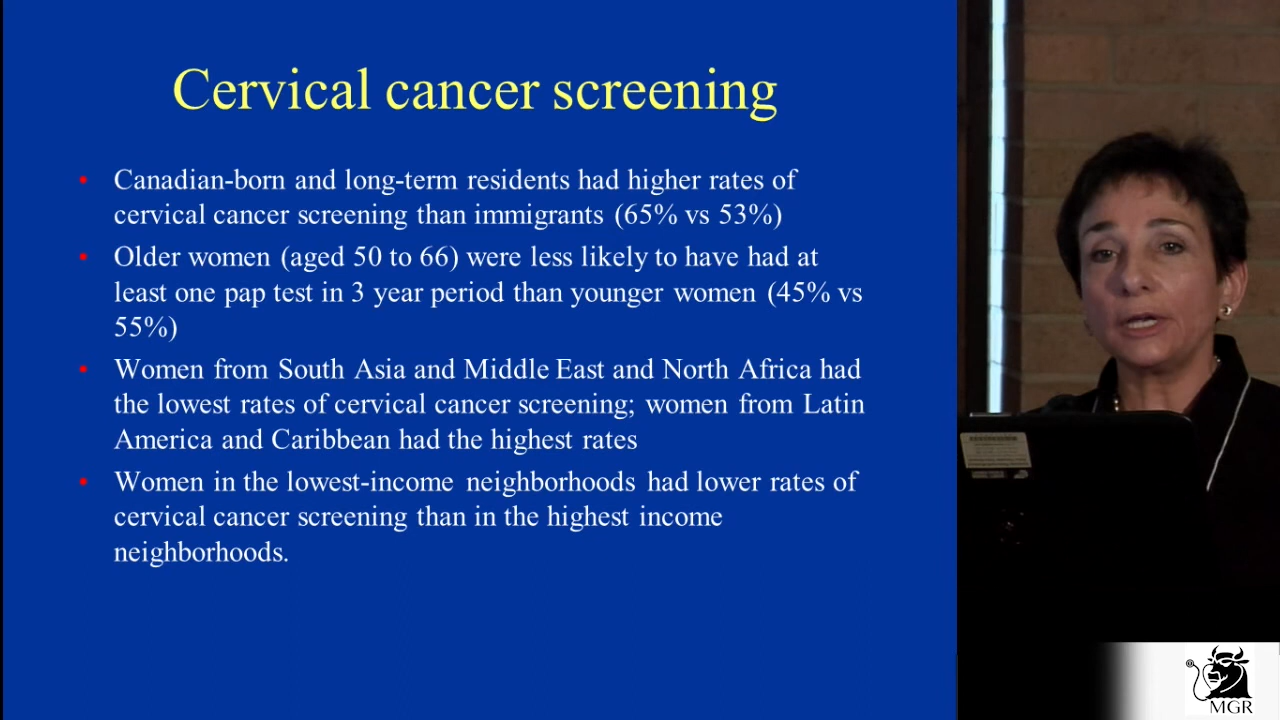 Cervical cancer screening
• Canadian-born and long-term residents had higher rates of
cervical cancer screening than immigrants (65% vs 53%)
• Older women (aged 50 to 66) were less likely to have had at
least one pap test in 3 year period than younger women (45% vs
55%)
• Women from South Asia and Middle East and North Africa had
the lowest rates of cervical cancer screening; women from Latin
America and Caribbean had the highest rates
• Women in the lowest-income neighborhoods had lower rates of
cervical cancer screening than in the highest income
neighborhoods.
MGR